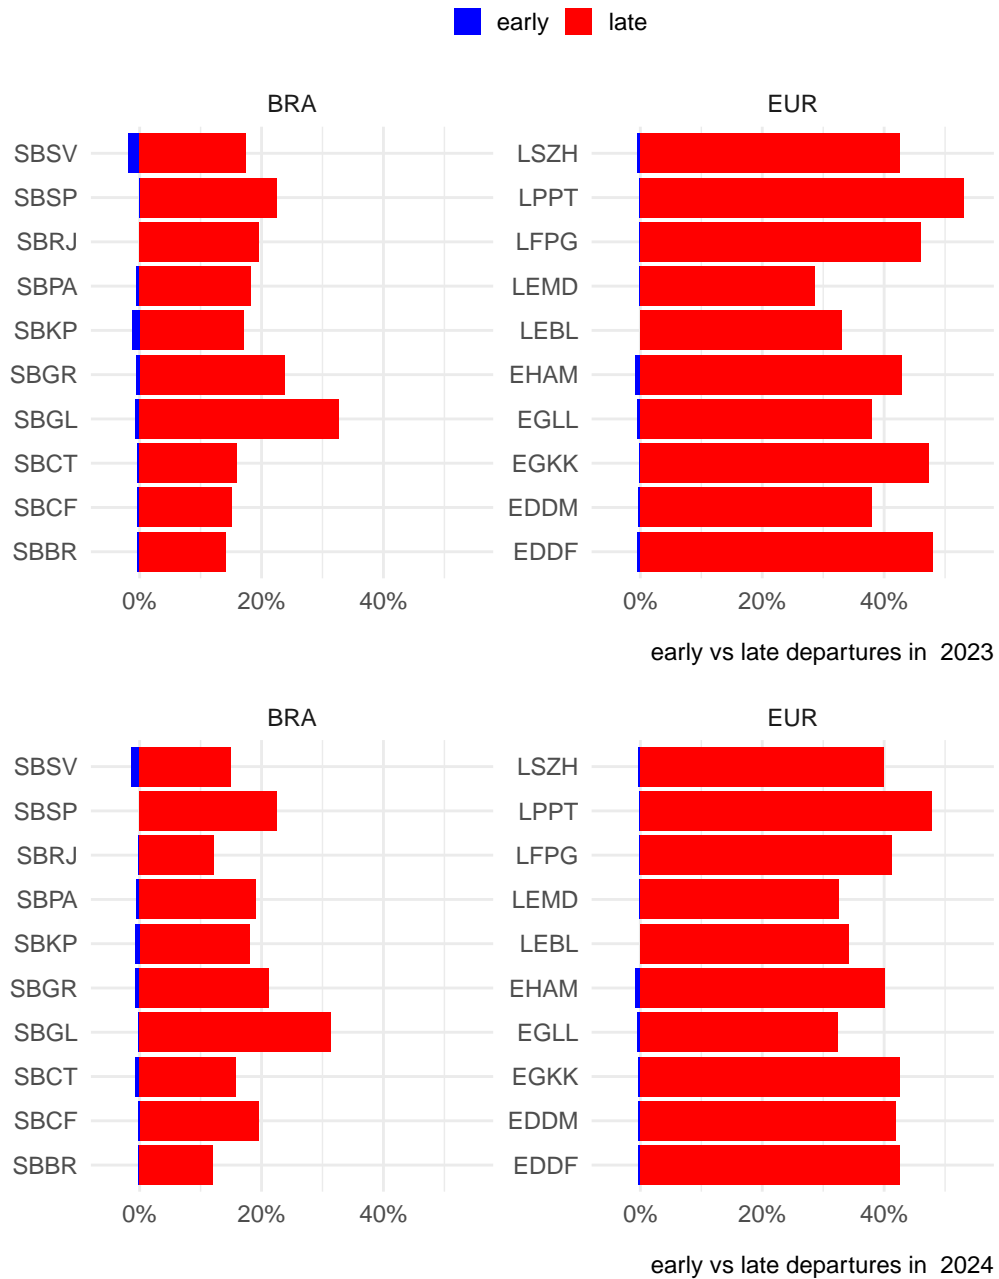 early late
BRA EUR
SBSV LSZH
SBSP LPPT
SBRJ LFPG
SBPA LEMD
SBKP LEBL
SBGR EHAM
SBGL EGLL
SBCT EGKK
SBCF EDDM
SBBR EDDF
0% 20% 40% 0% 20% 40%
early vs late departures in  2023
BRA EUR
SBSV LSZH
SBSP LPPT
SBRJ LFPG
SBPA LEMD
SBKP LEBL
SBGR EHAM
SBGL EGLL
SBCT EGKK
SBCF EDDM
SBBR EDDF
0% 20% 40% 0% 20% 40%
early vs late departures in  2024